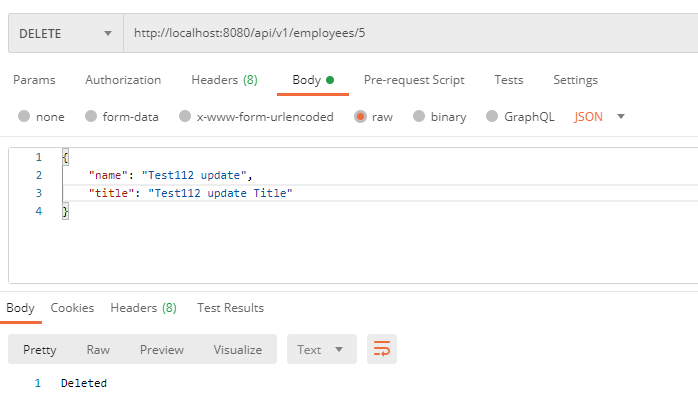 DELETE http://localhost:8080/api/v1/employees/5
Params Authorization Headers (8) Body Pre-request Script Tests Settings
none form-data x-www-form-urlencoded raw binary GraphQL JSON
1 {
2 "name": "Test112 update",
3 "title": "Test112 update Title"
4 }
Body Cookies Headers (8) Test Results
Pretty Raw Preview Visualize Text
1 Deleted